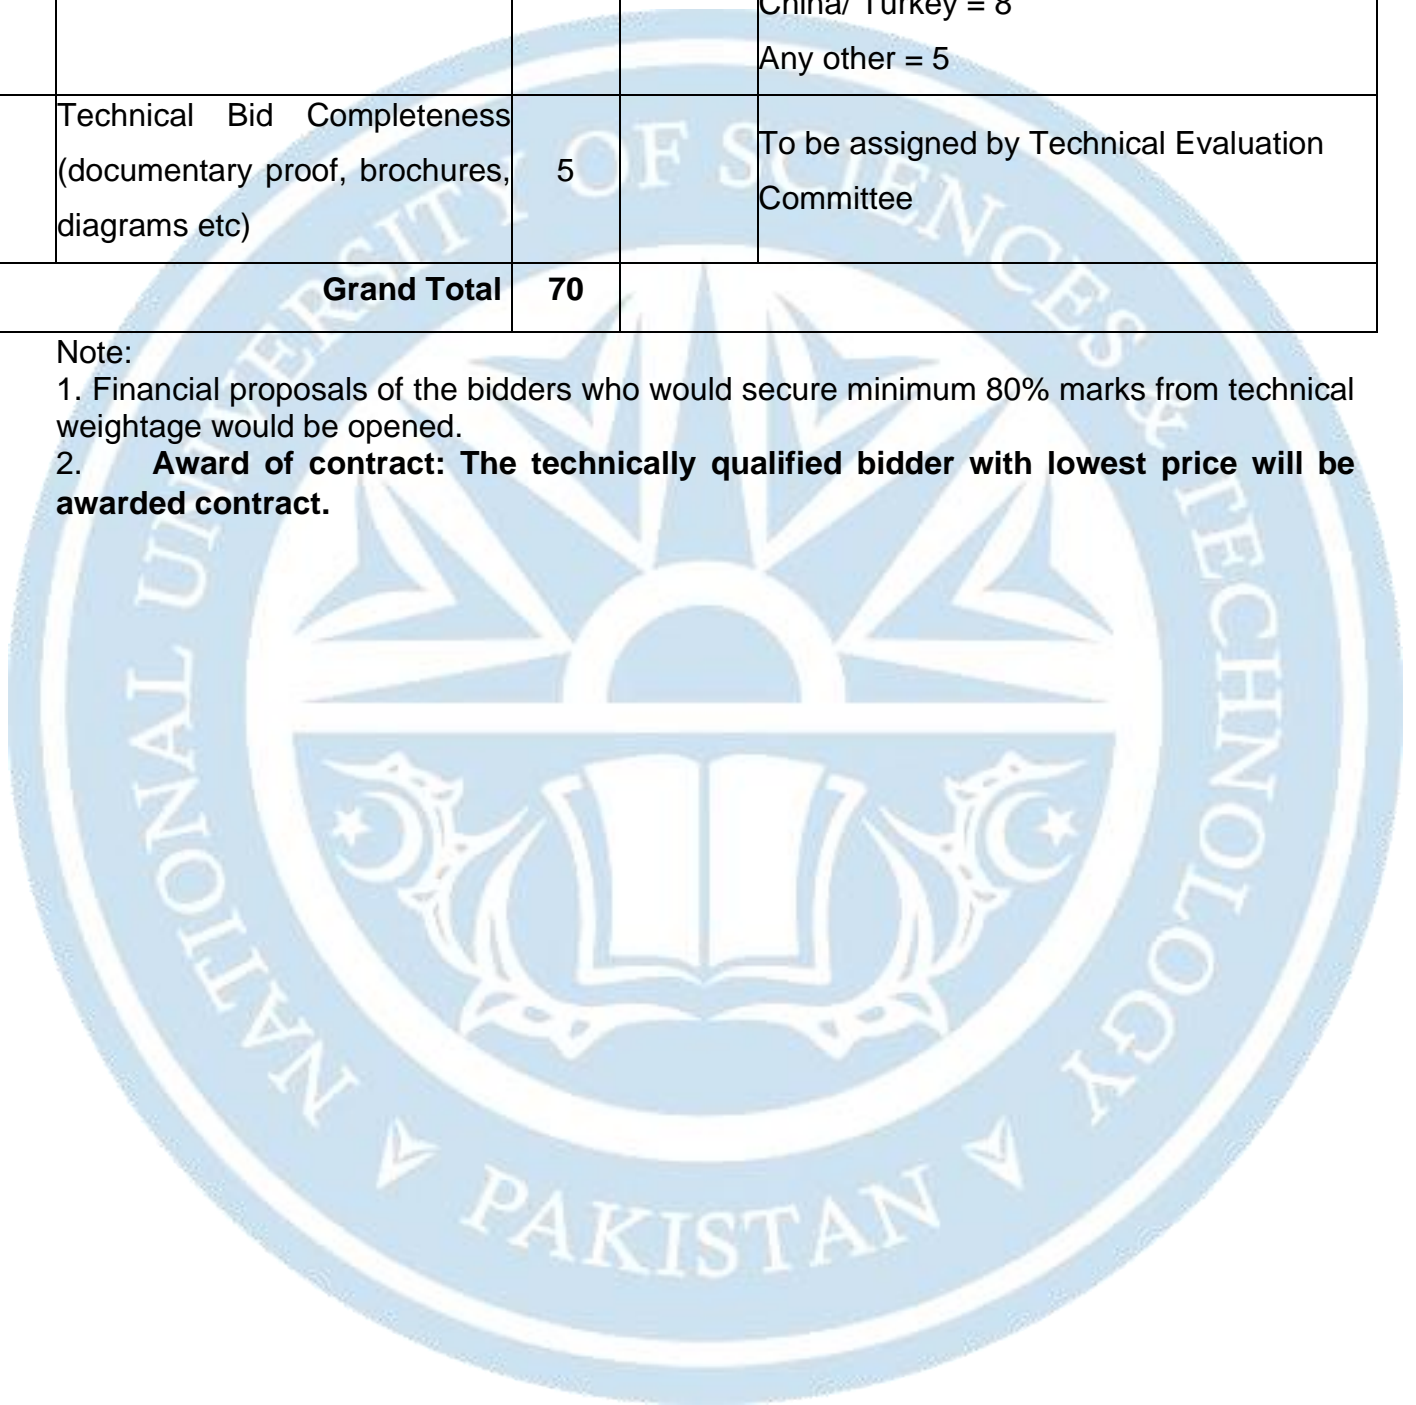 China/ Turkey = 8
Any other = 5
Technical Bid Completeness
(documentary proof, brochures,
diagrams etc)
5
To be assigned by Technical Evaluation
Committee
Grand Total
70
Note:
1. Financial proposals of the bidders who would secure minimum 80% marks from technical
weightage would be opened.
2. Award of contract: The technically qualified bidder with lowest price will be
awarded contract.
NATIONAL UNIVERSITY OF SCIENCES & TECHNOLOGY
PAKISTAN